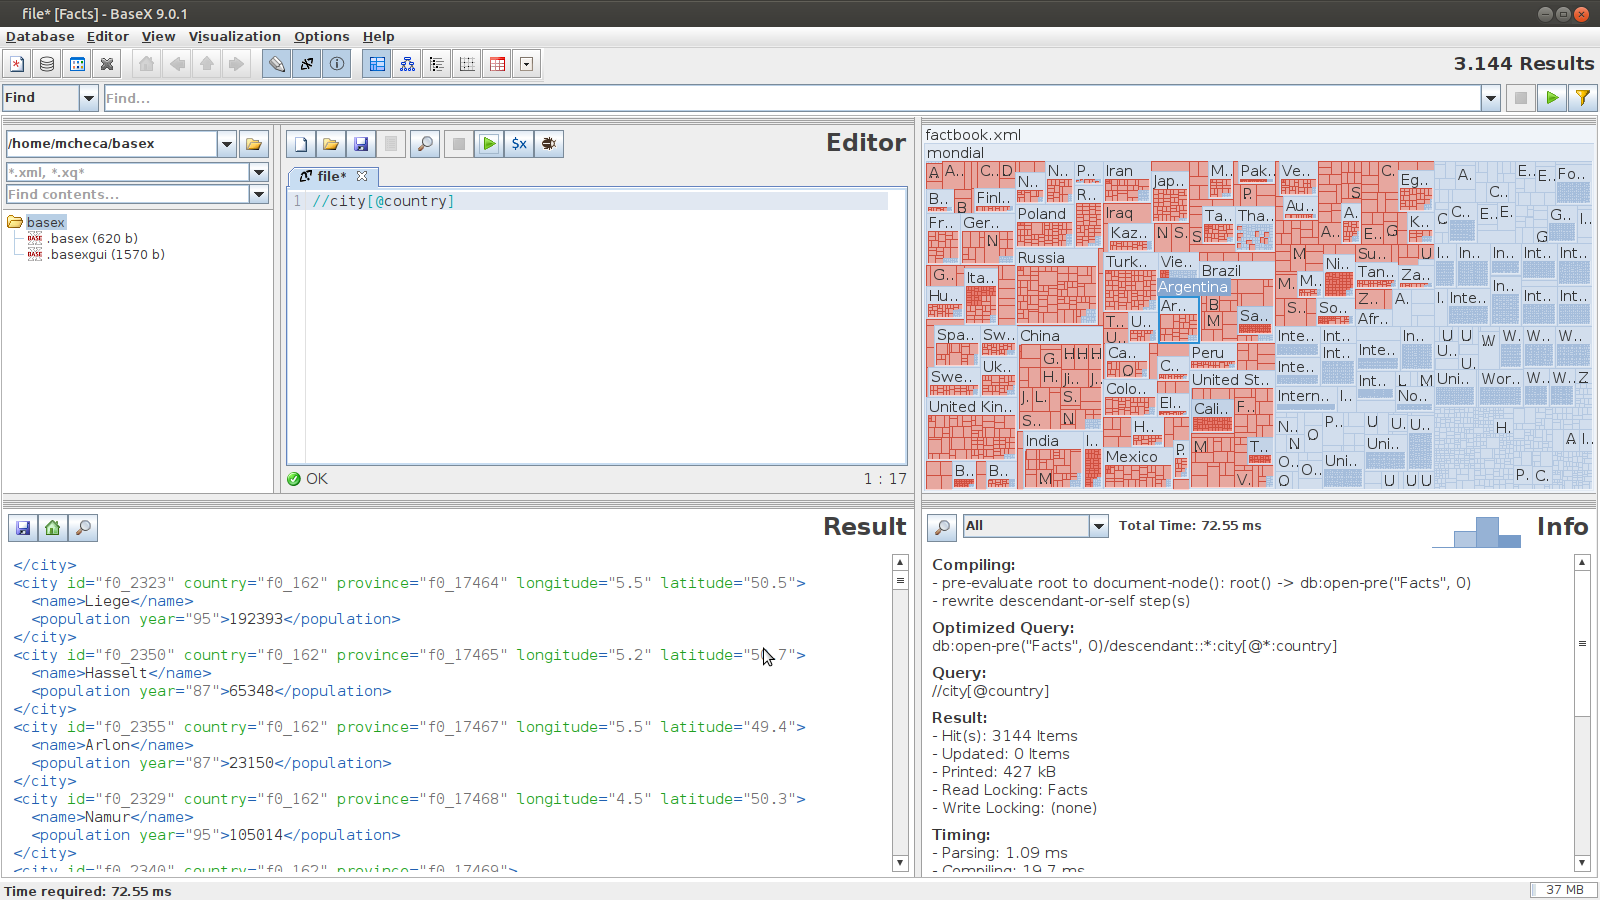 file* [Facts] - BaseX 9.0.1
Database Editor View Visualization Options Help
3.144 Results
Find Find...
/home/mcheca/basex
*.xml, *.xq*
Find contents...
basex
.basex (620 b)
.basexgui (1570 b)
Editor
$x
file*
1 //city[@country]
OK 1 : 17
factbook.xml
mondial
A A.. C.. D N.. P.. Iran M.. Pak.. Ve.. C. A. E.. E.. Fo..
B.. B Finl.. N.. R.. Jap.. P. S Eg..
Poland Iraq Ta.. Tha.. Au.. A. K.. C C.. E.. E.. G.. I..
Fr.. Ger.. N Kaz.. N S.. S A.. E.. G G
Russia Turk.. Vie.. Brazil M Su.. U I.. In.. In.. Int.. Int..
G.. Ita.. Argentina M. M.. Ni.. Tan.. Za.. In..
Hu.. Ar.. B M Sa.. S.. So.. Z.. A. I. Inte.. Int.. Int..
T.. U.. U.. Afr..
Spa.. Sw.. China Inte.. Int.. In.. U U W W.. W.. W..
G. H H H Ca.. O C.. Peru Inte.. Int.. Inte.. U.. U.
Swe.. Uk.. H. Ji.. J.. Colo.. United St.. Int.. L M Uni.. Wor.. W.. W.. Z
United Kin.. J.. L.. S. El.. Cali.. F.. Intern.. I.. No..
S.. N H.. N.. P.. U U.. U.. H.
India I.. M T.. N O Uni.. A I..
B.. B.. M Mexico P. V. O.. O.. Uni.. P.. C.
O U U U
Result
</city>
<city id="f0_2323" country="f0_162" province="f0_17464" longitude="5.5" latitude="50.5">
<name>Liege</name>
<population year="95">192393</population>
</city>
<city id="f0_2350" country="f0_162" province="f0_17465" longitude="5.2" latitude="50.7">
<name>Hasselt</name>
<population year="87">65348</population>
</city>
<city id="f0_2355" country="f0_162" province="f0_17467" longitude="5.5" latitude="49.4">
<name>Arlon</name>
<population year="87">23150</population>
</city>
<city id="f0_2329" country="f0_162" province="f0_17468" longitude="4.5" latitude="50.3">
<name>Namur</name>
<population year="95">105014</population>
</city>
<city id="f0_2340" country="f0_162" province="f0_17469">
All Total Time: 72.55 ms Info
Compiling:
- pre-evaluate root to document-node(): root() -> db:open-pre("Facts", 0)
- rewrite descendant-or-self step(s)
Optimized Query:
db:open-pre("Facts", 0)/descendant::*:city[@*:country]
Query:
//city[@country]
Result:
- Hit(s): 3144 Items
- Updated: 0 Items
- Printed: 427 kB
- Read Locking: Facts
- Write Locking: (none)
Timing:
- Parsing: 1.09 ms
- Compiling: 19.7 ms
Time required: 72.55 ms
37 MB